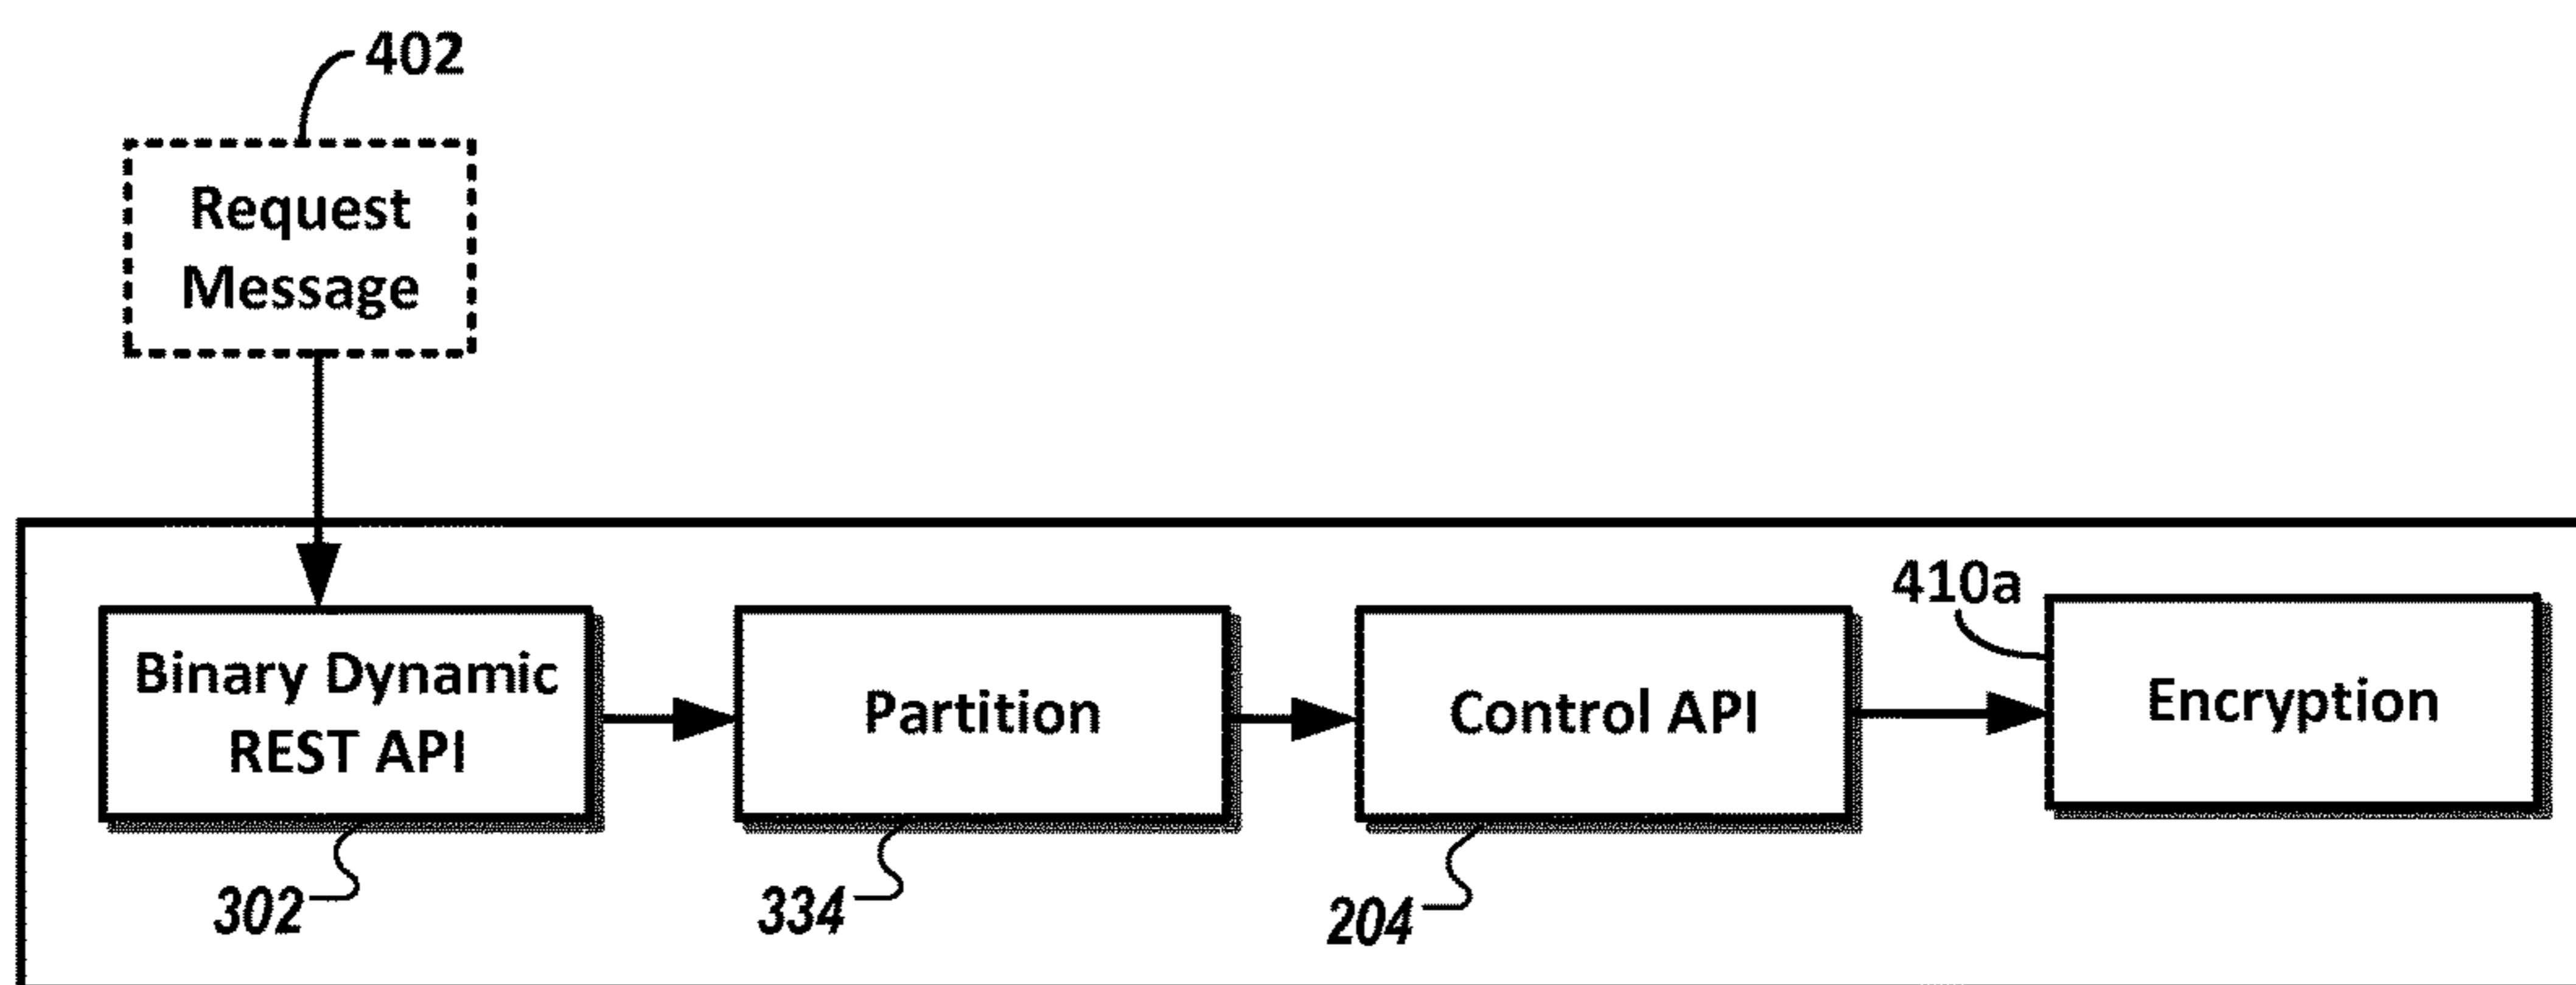 402
Request
Message
410a
Binary Dynamic
REST API
Partition
Control API
Encryption
302
334
204